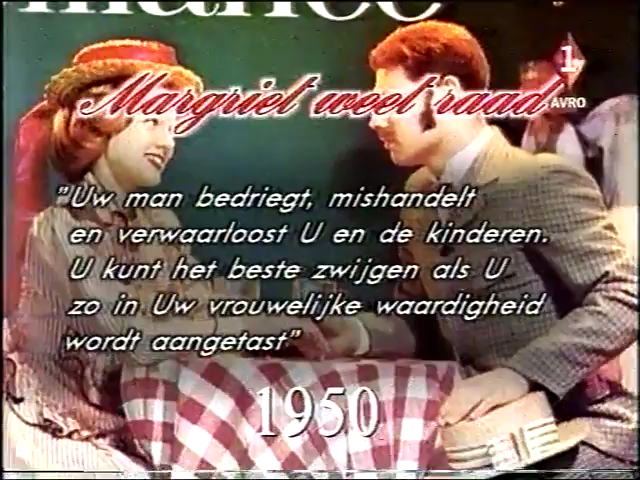 mance
1
Margriet weet raad
AVRO
"Uw man bedriegt, mishandelt
en verwaarloost U en de kinderen.
U kunt het beste zwijgen als U
zo in Uw vrouwelijke waardigheid
wordt aangetast"
1950